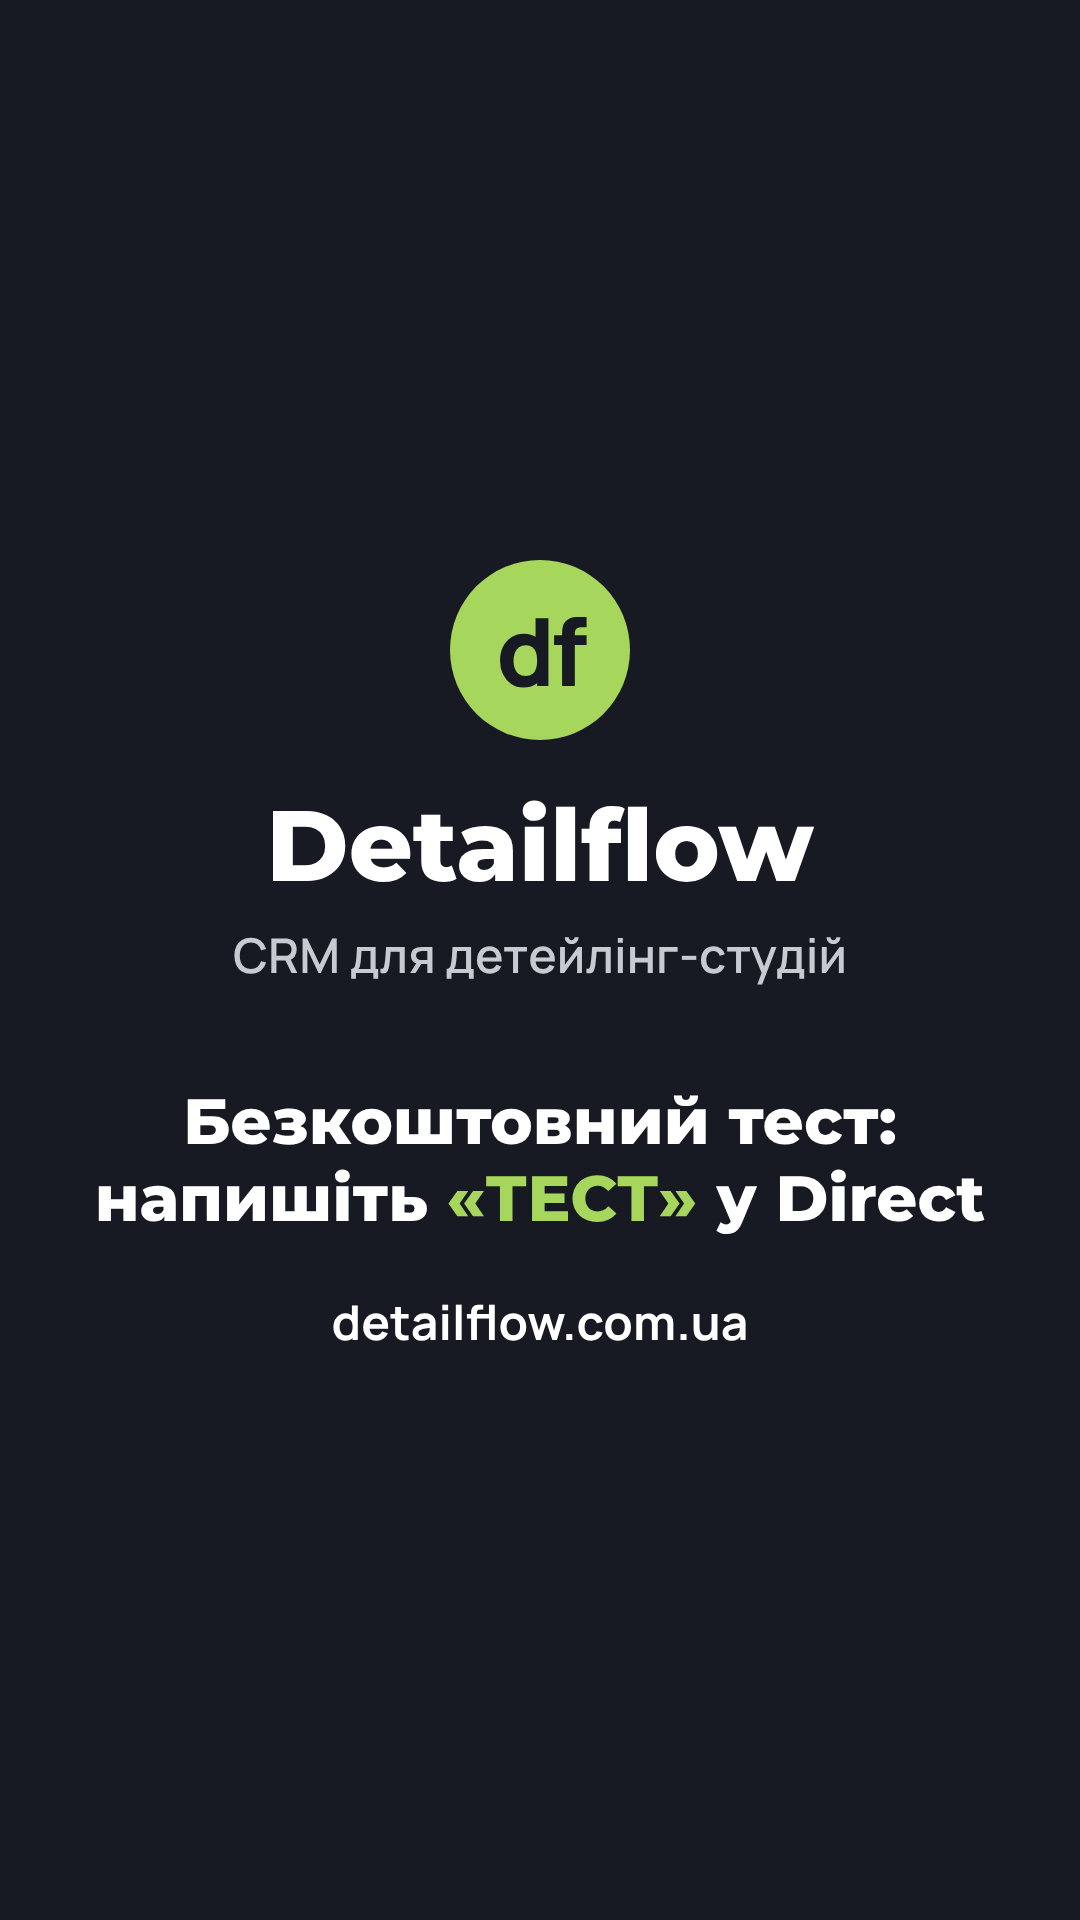 df
Detailflow
CRM для детейлінг-студій
Безкоштовний тест:
напишіть «ТЕСТ» у Direct
detailflow.com.ua